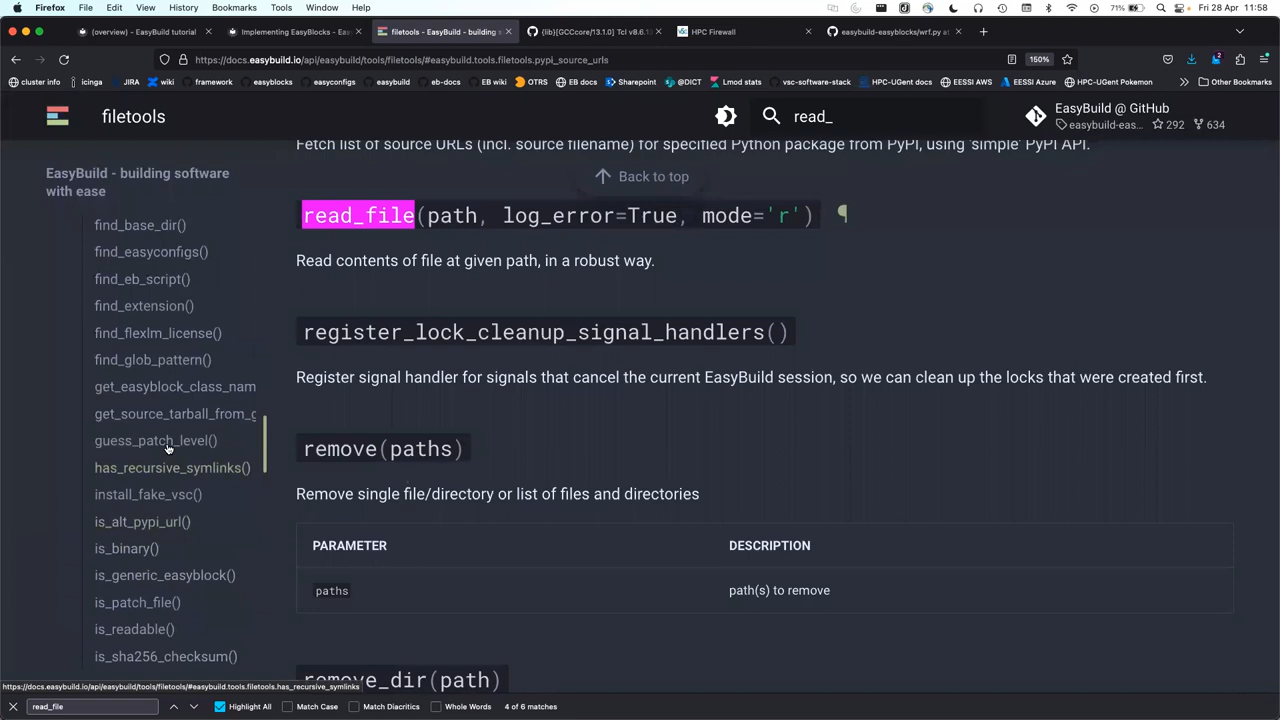 Firefox File Edit View History Bookmarks Tools Window Help 71% Fri 28 Apr 11:58
(overview) - EasyBuild tutorial Implementing EasyBlocks - Eas filetools - EasyBuild - building s {lib}[GCCcore/13.1.0] Tcl v8.6.13 HPC Firewall easybuild-easyblocks/wrf.py at
https://docs.easybuild.io/api/easybuild/tools/filetools/#easybuild.tools.filetools.pypi_source_urls 150%
cluster info icinga JIRA wiki framework easyblocks easyconfigs easybuild eb-docs EB wiki OTRS EB docs Sharepoint @DICT Lmod stats vsc-software-stack HPC-UGent docs EESSI AWS EESSI Azure HPC-UGent Pokemon Other Bookmarks
filetools read_ EasyBuild @ GitHub
easybuild-eas... 292 634
Fetch list of source URLs (incl. source filename) for specified Python package from PyPI, using 'simple' PyPI API.
Back to top
EasyBuild - building software
with ease
find_base_dir()
find_easyconfigs()
find_eb_script()
find_extension()
find_flexlm_license()
find_glob_pattern()
get_easyblock_class_nam
get_source_tarball_from_g
guess_patch_level()
has_recursive_symlinks()
install_fake_vsc()
is_alt_pypi_url()
is_binary()
is_generic_easyblock()
is_patch_file()
is_readable()
is_sha256_checksum()
read_file(path, log_error=True, mode='r') ¶
Read contents of file at given path, in a robust way.
register_lock_cleanup_signal_handlers()
Register signal handler for signals that cancel the current EasyBuild session, so we can clean up the locks that were created first.
remove(paths)
Remove single file/directory or list of files and directories
PARAMETER DESCRIPTION
paths path(s) to remove
remove_dir(path)
https://docs.easybuild.io/api/easybuild/tools/filetools/#easybuild.tools.filetools.has_recursive_symlinks
read_file Highlight All Match Case Match Diacritics Whole Words 4 of 6 matches